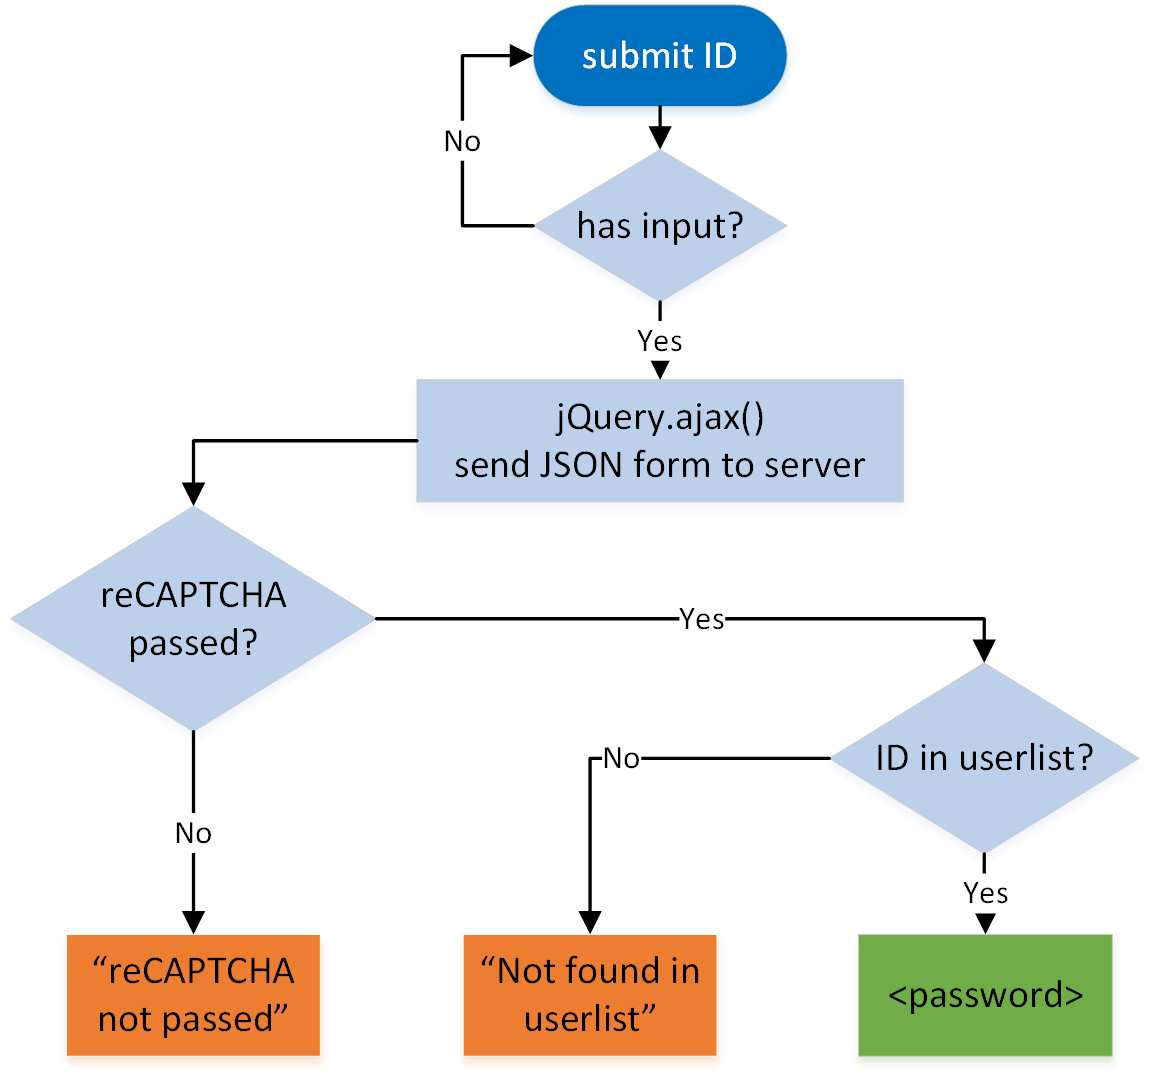 submit ID
No
has input?
Yes
jQuery.ajax()
send JSON form to server
reCAPTCHA
passed?
Yes
ID in userlist?
No
No
Yes
“reCAPTCHA
not passed”
“Not found in
userlist”
<password>